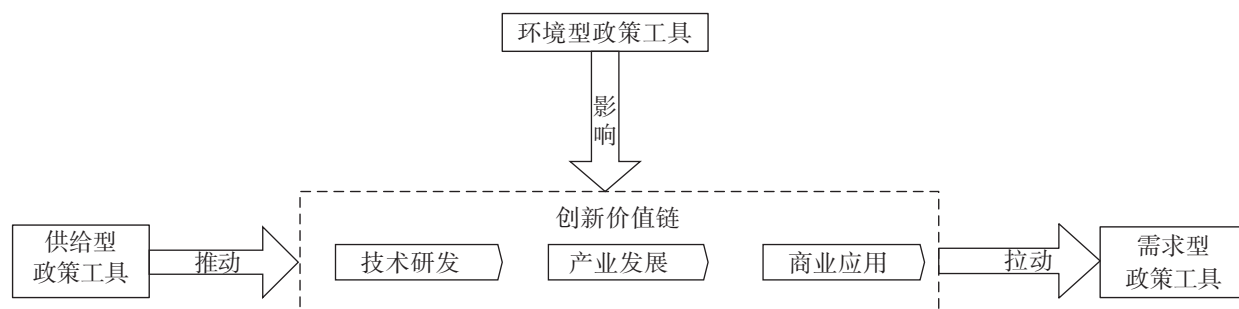 环境型政策工具
影
响
创新价值链
供给型
政策工具
推动
技术研发
产业发展
商业应用
拉动
需求型
政策工具